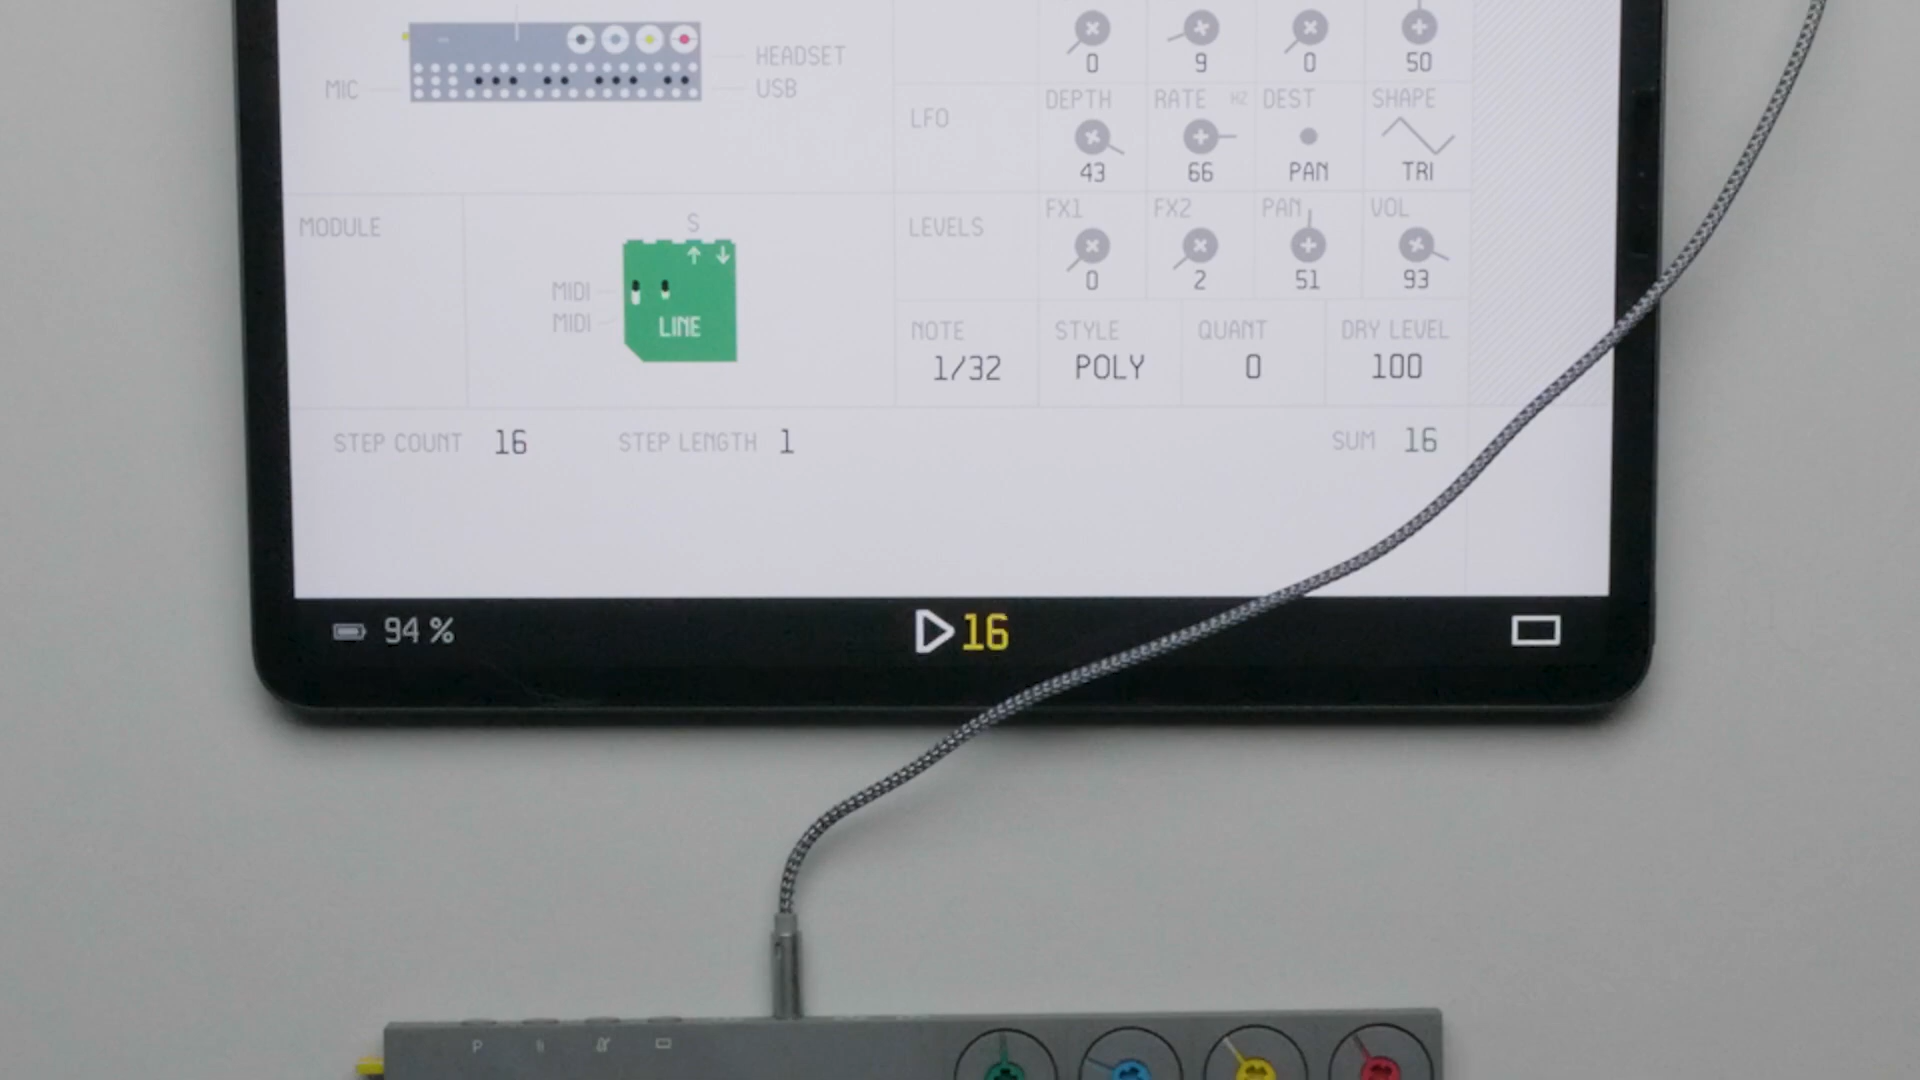 0 9 0 50
HEADSET
MIC
USB
LFO
DEPTH RATE HZ DEST SHAPE
43 66 PAN TRI
MODULE
S
MIDI
MIDI
LINE
LEVELS
FX1 FX2 PAN VOL
0 2 51 93
NOTE STYLE QUANT DRY LEVEL
1/32 POLY 0 100
STEP COUNT 16 STEP LENGTH 1 SUM 16
94 % 16
P